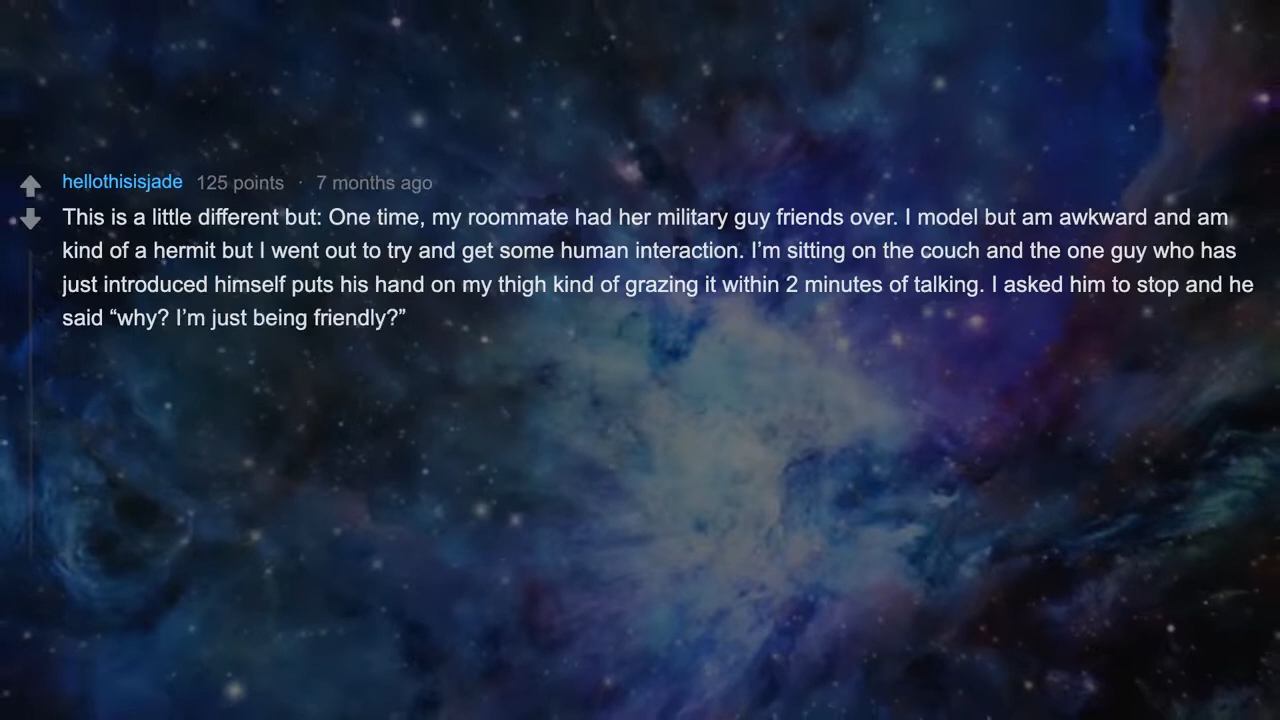 hellothisisjade 125 points · 7 months ago
This is a little different but: One time, my roommate had her military guy friends over. I model but am awkward and am
kind of a hermit but I went out to try and get some human interaction. I’m sitting on the couch and the one guy who has
just introduced himself puts his hand on my thigh kind of grazing it within 2 minutes of talking. I asked him to stop and he
said “why? I’m just being friendly?”